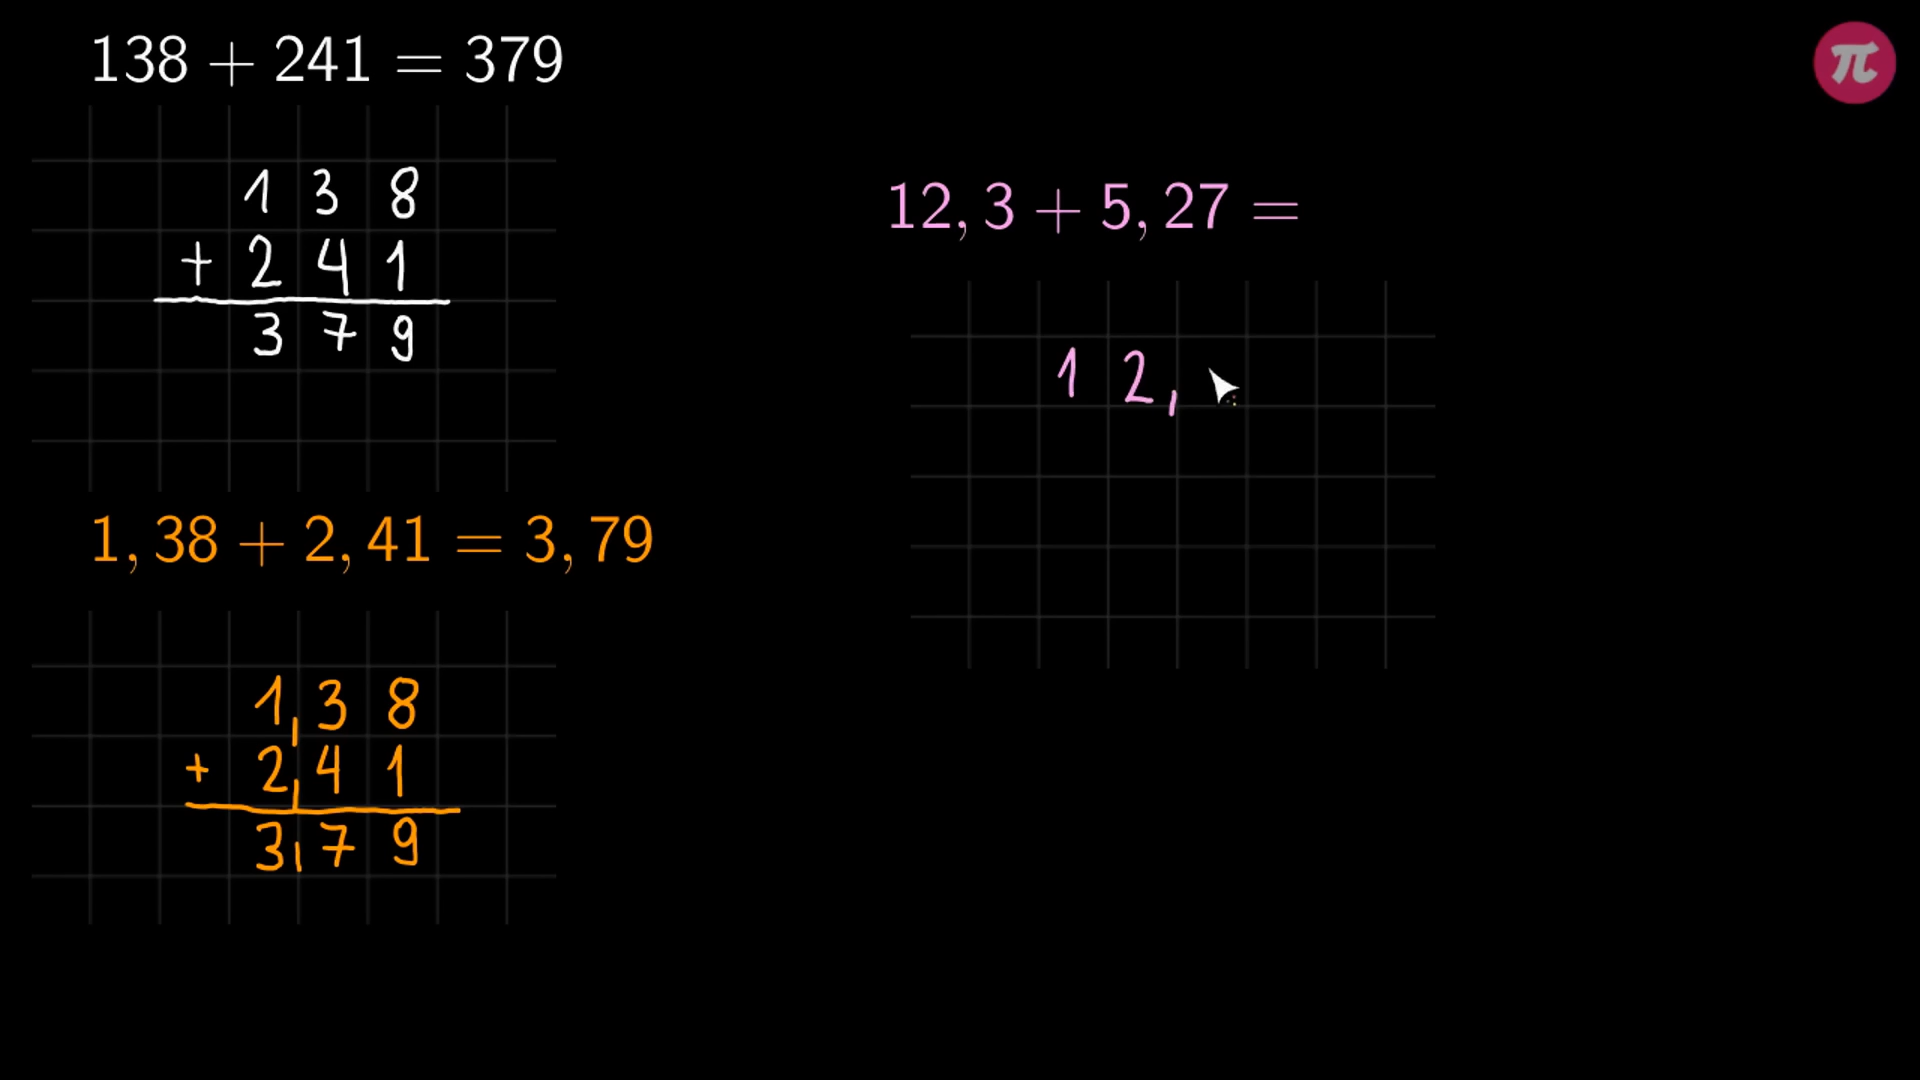 138 + 241 = 379
1 3 8
+ 2 4 1
3 7 9
1, 38 + 2, 41 = 3, 79
1, 3 8
+ 2, 4 1
3, 7 9
12, 3 + 5, 27 =
1 2,
π